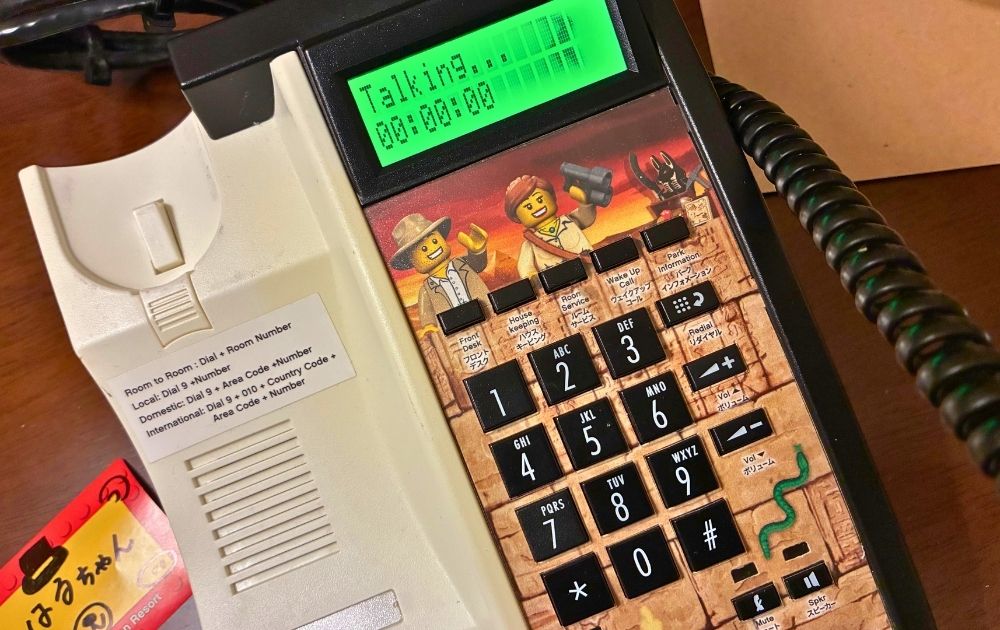 Talking...
00:00:00
Front
Desk
フロント
デスク
House
keeping
ハウス
キーピング
Room
Service
ルーム
サービス
Wake Up
Call
ウェイクアップ
コール
Park
Information
パーク
インフォメーション
Redial
リダイヤル
1
ABC
2
DEF
3
Vol ▲
ボリューム
GHI
4
JKL
5
MNO
6
Vol ▼
ボリューム
PQRS
7
TUV
8
WXYZ
9
*
0
#
Mute
Spkr
スピーカー
Room to Room : Dial + Room Number
Local: Dial 9 +Number
Domestic: Dial 9 + Area Code +Number
International: Dial 9 + 010 + Country Code +
Area Code + Number
はるちゃん
Resort